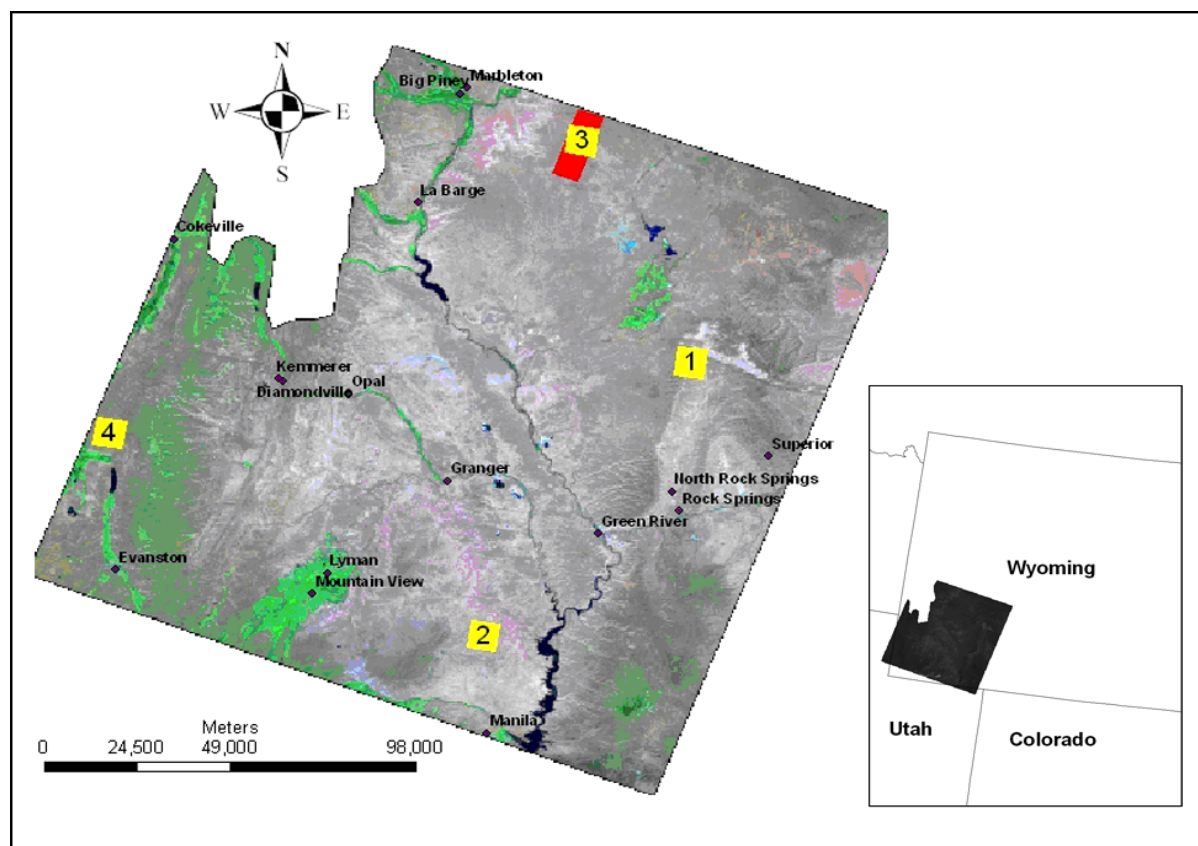 N
W E
S
Marbleton
Big Piney
3
La Barge
Cokeville
1
Kemmerer
Opal
Diamondville
4
Superior
Granger
North Rock Springs
Rock Springs
Green River
Evanston
Lyman
Mountain View
2
Manila
Meters
0 24,500 49,000 98,000
Wyoming
Utah
Colorado